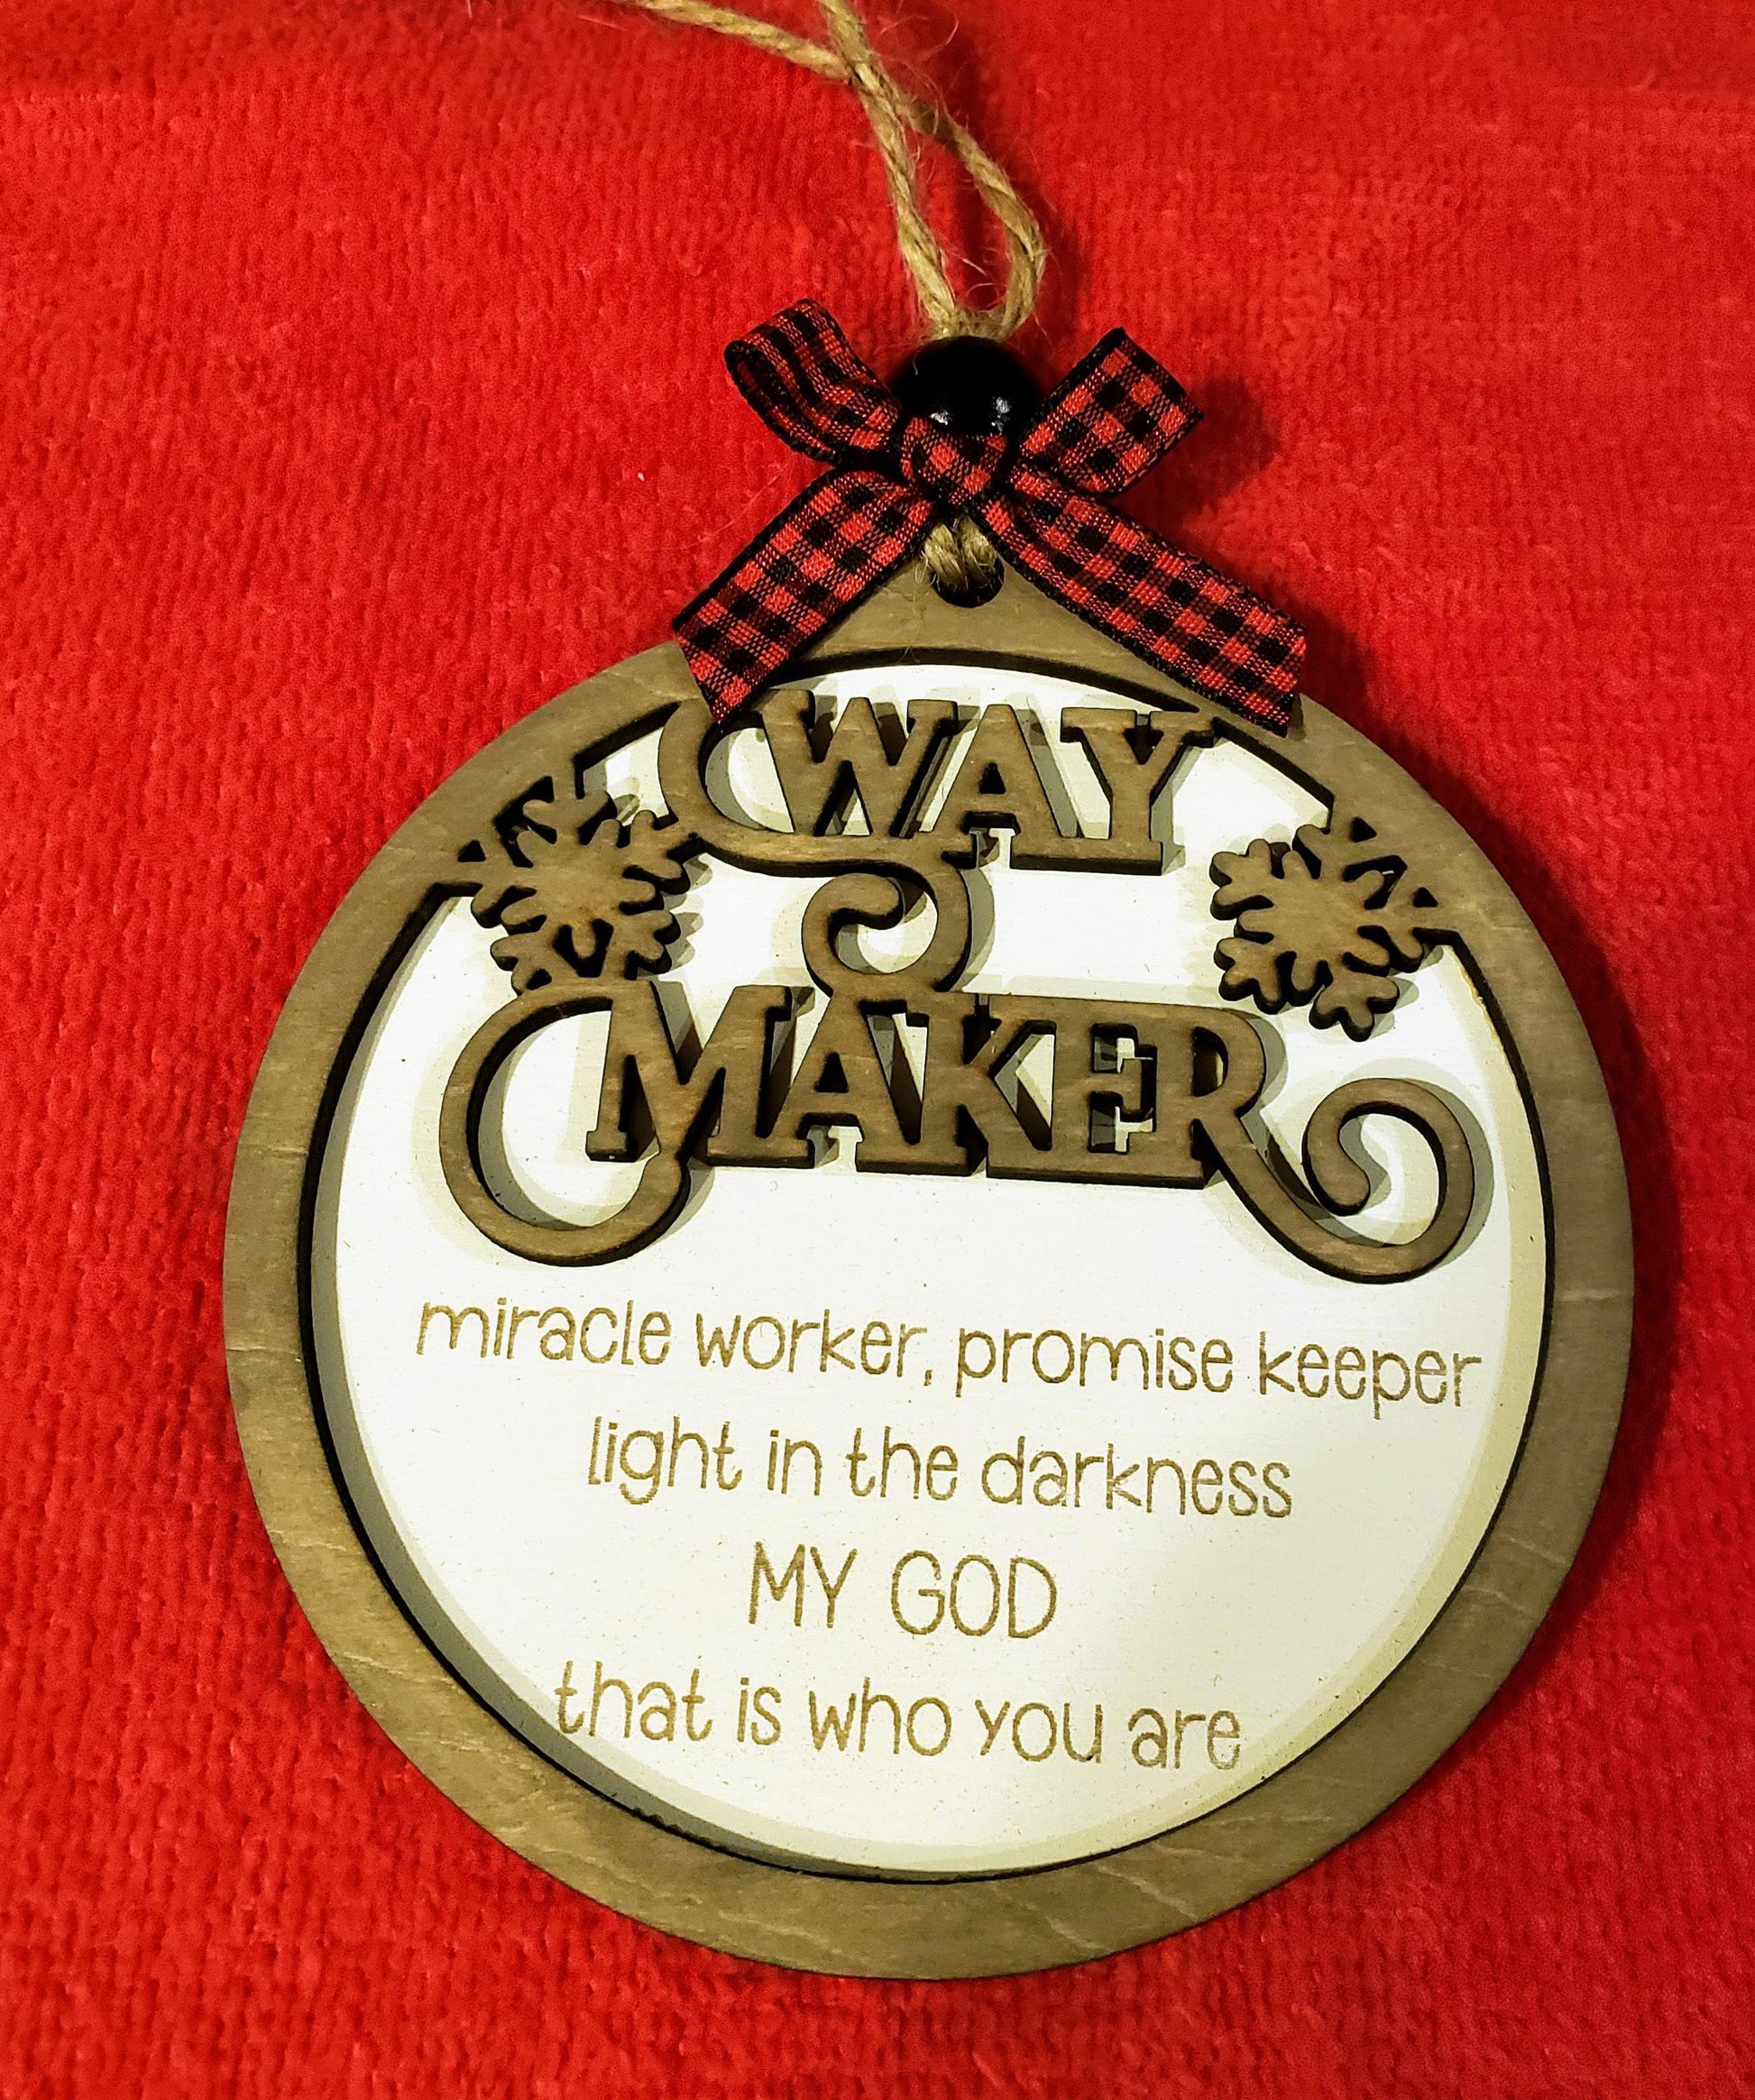 WAY
MAKER
miracle worker, promise keeper
light in the darkness
MY GOD
that is who you are